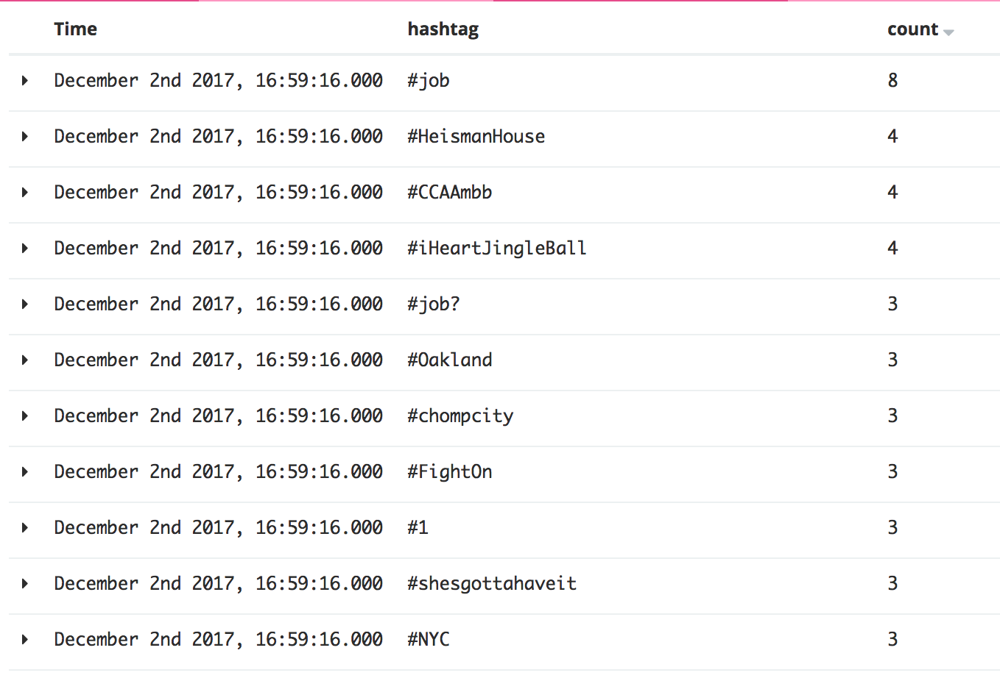 Time hashtag count
December 2nd 2017, 16:59:16.000 #job 8
December 2nd 2017, 16:59:16.000 #HeismanHouse 4
December 2nd 2017, 16:59:16.000 #CCAAmbb 4
December 2nd 2017, 16:59:16.000 #iHeartJingleBall 4
December 2nd 2017, 16:59:16.000 #job? 3
December 2nd 2017, 16:59:16.000 #Oakland 3
December 2nd 2017, 16:59:16.000 #chompcity 3
December 2nd 2017, 16:59:16.000 #FightOn 3
December 2nd 2017, 16:59:16.000 #1 3
December 2nd 2017, 16:59:16.000 #shesgottahaveit 3
December 2nd 2017, 16:59:16.000 #NYC 3